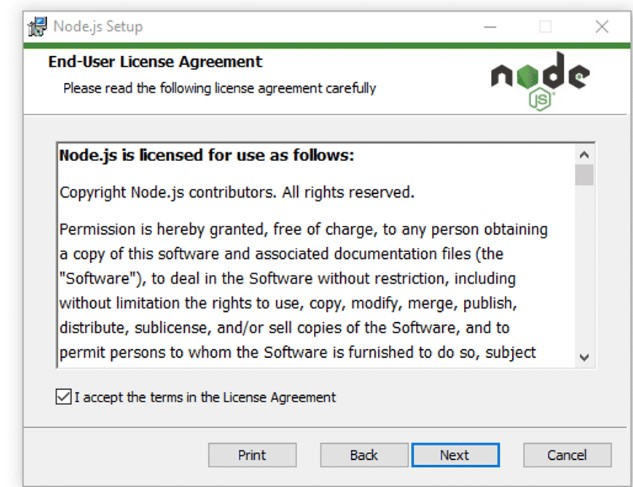 Node.js Setup
End-User License Agreement
Please read the following license agreement carefully
node
JS
Node.js is licensed for use as follows:
Copyright Node.js contributors. All rights reserved.
Permission is hereby granted, free of charge, to any person obtaining
a copy of this software and associated documentation files (the
"Software"), to deal in the Software without restriction, including
without limitation the rights to use, copy, modify, merge, publish,
distribute, sublicense, and/or sell copies of the Software, and to
permit persons to whom the Software is furnished to do so, subject
I accept the terms in the License Agreement
Print Back Next Cancel